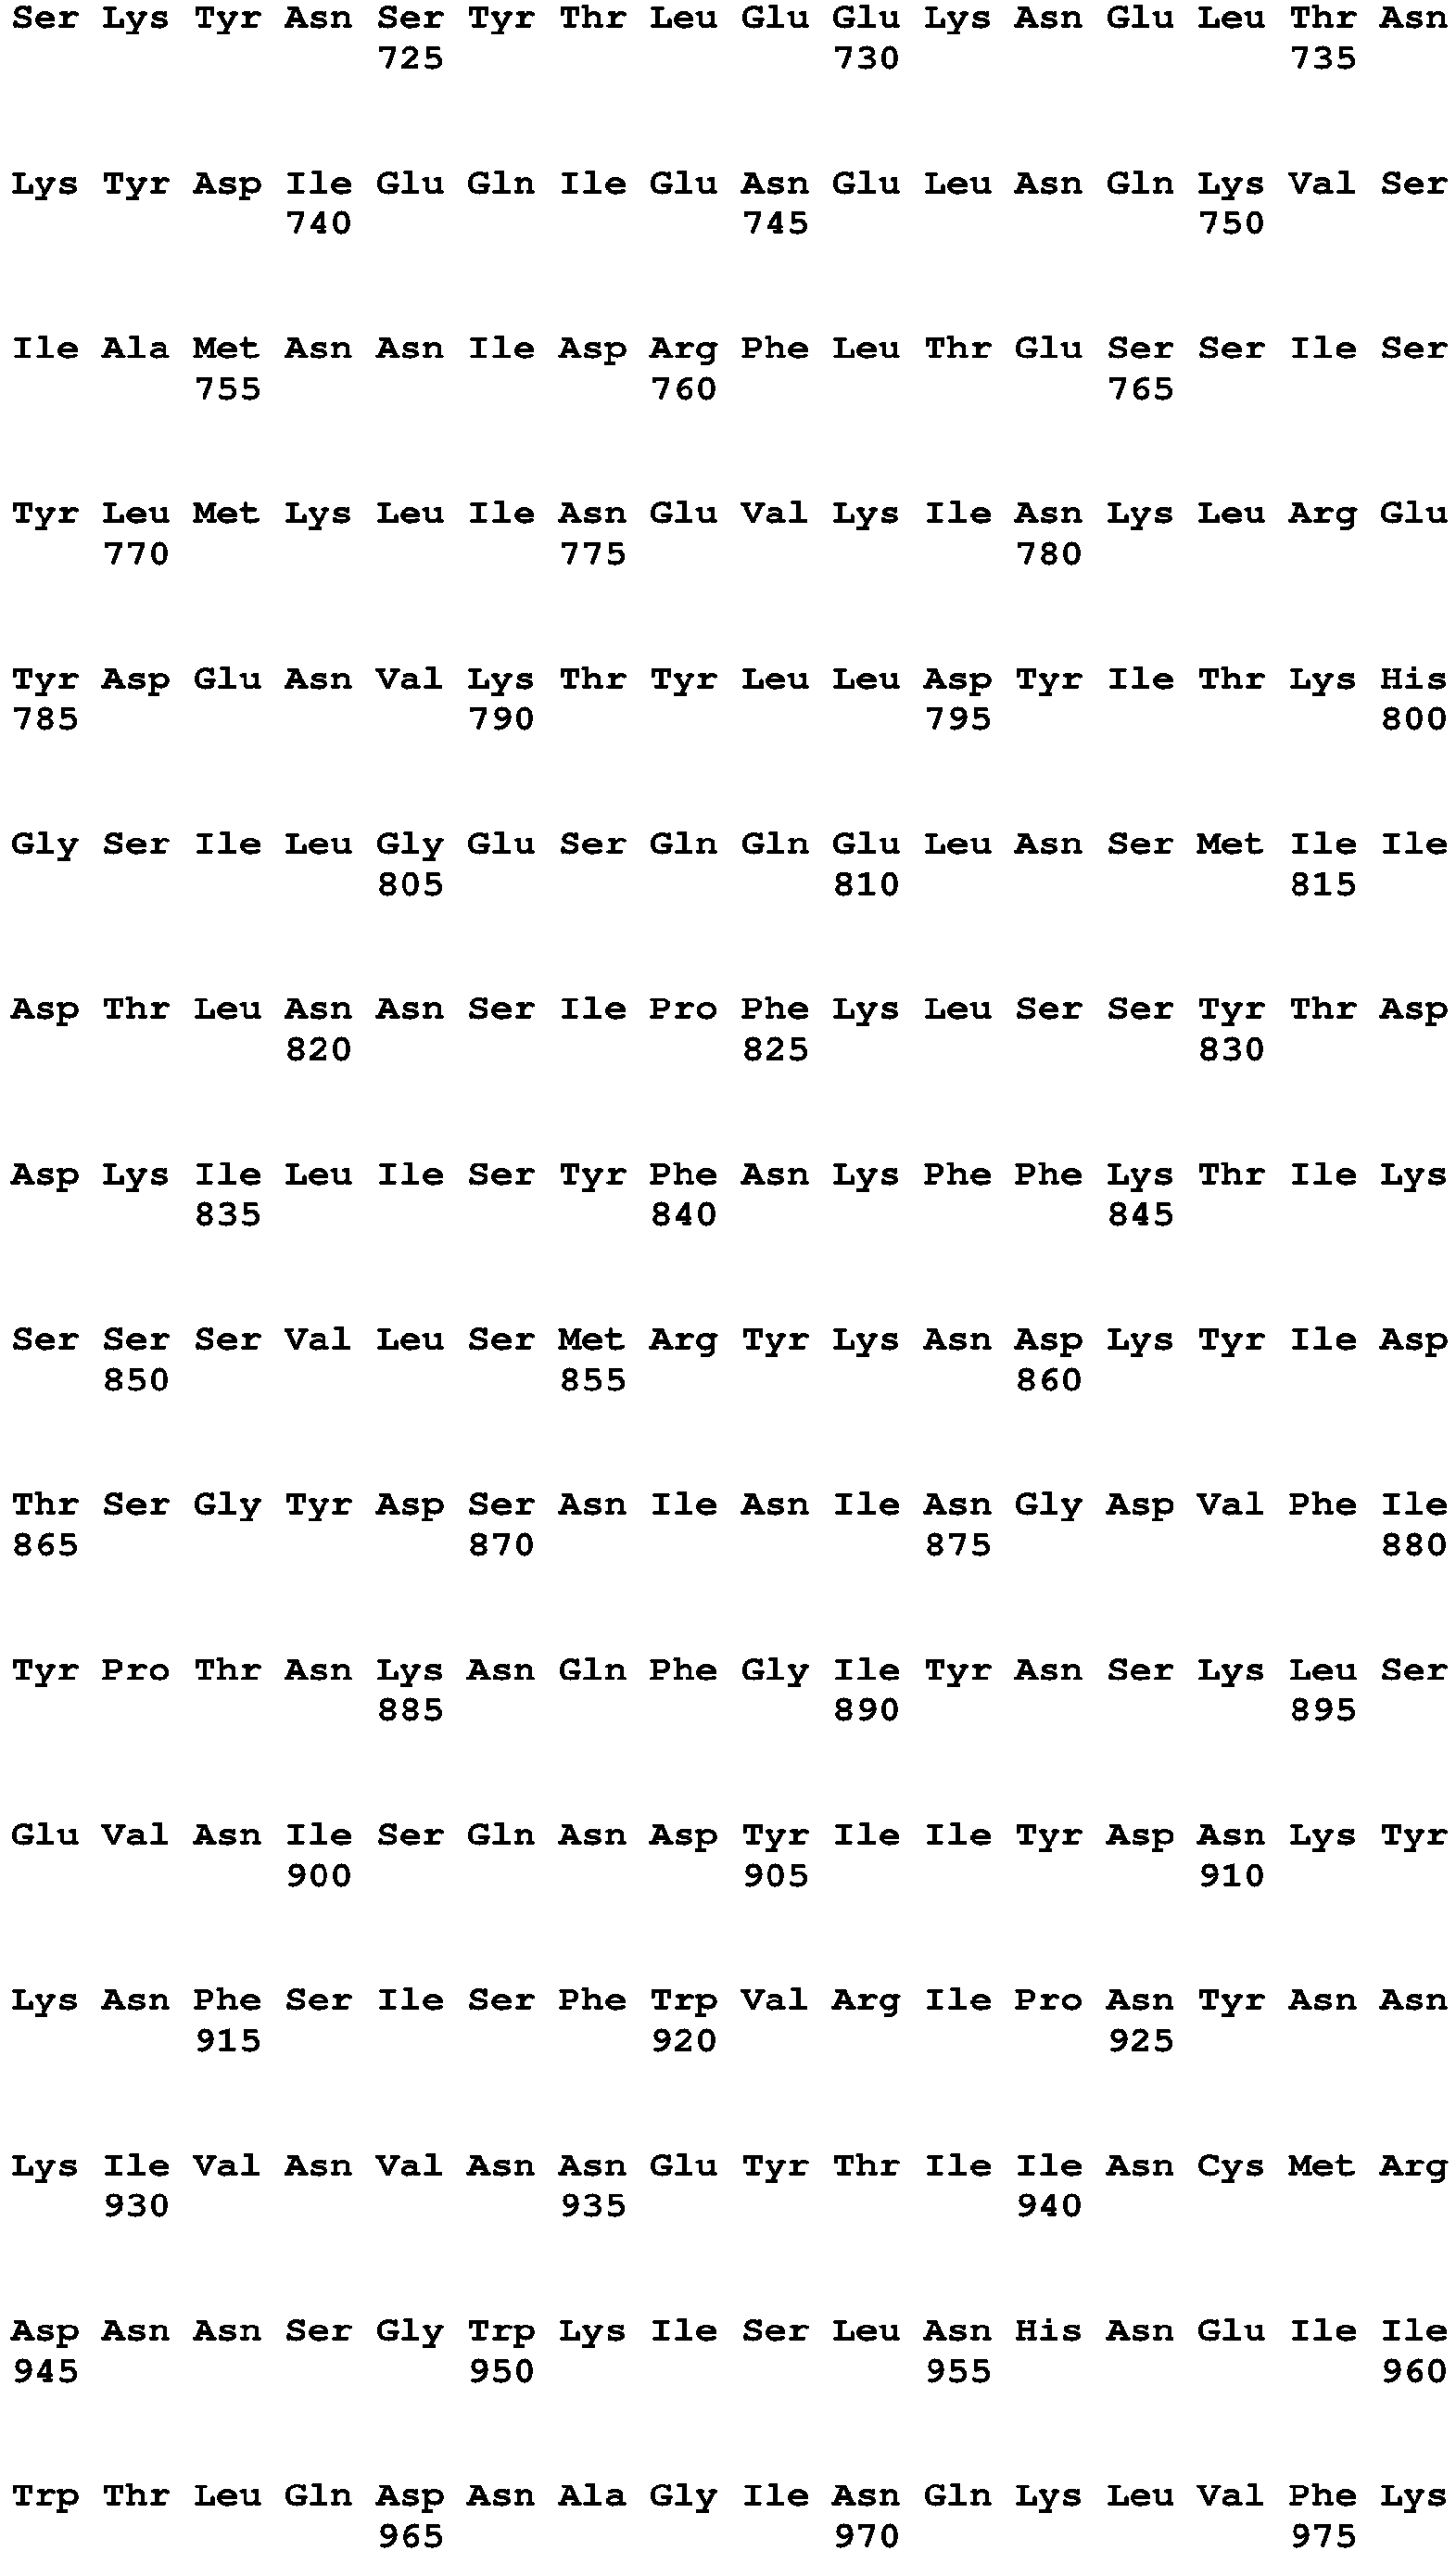 Ser Lys Tyr Asn Ser Tyr Thr Leu Glu Glu Lys Asn Glu Leu Thr Asn
725 730 735
Lys Tyr Asp Ile Glu Gln Ile Glu Asn Glu Leu Asn Gln Lys Val Ser
740 745 750
Ile Ala Met Asn Asn Ile Asp Arg Phe Leu Thr Glu Ser Ser Ile Ser
755 760 765
Tyr Leu Met Lys Leu Ile Asn Glu Val Lys Ile Asn Lys Leu Arg Glu
770 775 780
Tyr Asp Glu Asn Val Lys Thr Tyr Leu Leu Asp Tyr Ile Thr Lys His
785 790 795 800
Gly Ser Ile Leu Gly Glu Ser Gln Gln Glu Leu Asn Ser Met Ile Ile
805 810 815
Asp Thr Leu Asn Asn Ser Ile Pro Phe Lys Leu Ser Ser Tyr Thr Asp
820 825 830
Asp Lys Ile Leu Ile Ser Tyr Phe Asn Lys Phe Phe Lys Thr Ile Lys
835 840 845
Ser Ser Ser Val Leu Ser Met Arg Tyr Lys Asn Asp Lys Tyr Ile Asp
850 855 860
Thr Ser Gly Tyr Asp Ser Asn Ile Asn Ile Asn Gly Asp Val Phe Ile
865 870 875 880
Tyr Pro Thr Asn Lys Asn Gln Phe Gly Ile Tyr Asn Ser Lys Leu Ser
885 890 895
Glu Val Asn Ile Ser Gln Asn Asp Tyr Ile Ile Tyr Asp Asn Lys Tyr
900 905 910
Lys Asn Phe Ser Ile Ser Phe Trp Val Arg Ile Pro Asn Tyr Asn Asn
915 920 925
Lys Ile Val Asn Val Asn Asn Glu Tyr Thr Ile Ile Asn Cys Met Arg
930 935 940
Asp Asn Asn Ser Gly Trp Lys Ile Ser Leu Asn His Asn Glu Ile Ile
945 950 955 960
Trp Thr Leu Gln Asp Asn Ala Gly Ile Asn Gln Lys Leu Val Phe Lys
965 970 975